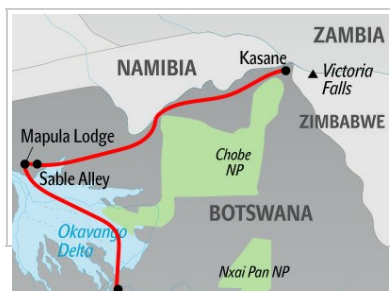 ZAMBIA
NAMIBIA
Kasane
Victoria
Falls
ZIMBABWE
Mapula Lodge
Sable Alley
Chobe
NP
BOTSWANA
Okavango
Delta
Nxai Pan NP